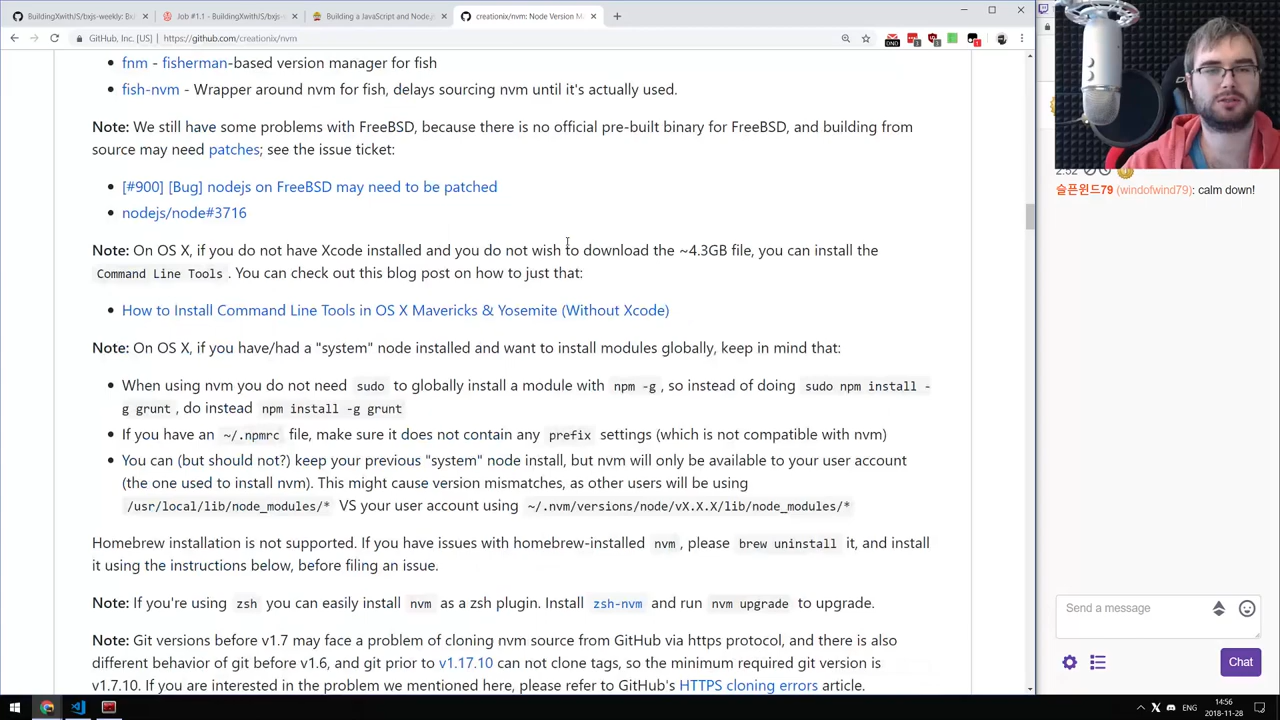 BuildingXwithJS/bxjs-weekly: Bu
Job #1.1 - BuildingXwithJS/bxjs-
Building a JavaScript and Node.j
creationix/nvm: Node Version M
GitHub, Inc. [US] | https://github.com/creationix/nvm
fnm - fisherman-based version manager for fish
fish-nvm - Wrapper around nvm for fish, delays sourcing nvm until it's actually used.
Note: We still have some problems with FreeBSD, because there is no official pre-built binary for FreeBSD, and building from
source may need patches; see the issue ticket:
[#900] [Bug] nodejs on FreeBSD may need to be patched
nodejs/node#3716
Note: On OS X, if you do not have Xcode installed and you do not wish to download the ~4.3GB file, you can install the
Command Line Tools . You can check out this blog post on how to just that:
How to Install Command Line Tools in OS X Mavericks & Yosemite (Without Xcode)
Note: On OS X, if you have/had a "system" node installed and want to install modules globally, keep in mind that:
When using nvm you do not need sudo to globally install a module with npm -g , so instead of doing sudo npm install -
g grunt , do instead npm install -g grunt
If you have an ~/.npmrc file, make sure it does not contain any prefix settings (which is not compatible with nvm)
You can (but should not?) keep your previous "system" node install, but nvm will only be available to your user account
(the one used to install nvm). This might cause version mismatches, as other users will be using
/usr/local/lib/node_modules/* VS your user account using ~/.nvm/versions/node/vX.X.X/lib/node_modules/*
Homebrew installation is not supported. If you have issues with homebrew-installed nvm , please brew uninstall it, and install
it using the instructions below, before filing an issue.
Note: If you're using zsh you can easily install nvm as a zsh plugin. Install zsh-nvm and run nvm upgrade to upgrade.
Note: Git versions before v1.7 may face a problem of cloning nvm source from GitHub via https protocol, and there is also
different behavior of git before v1.6, and git prior to v1.17.10 can not clone tags, so the minimum required git version is
v1.7.10. If you are interested in the problem we mentioned here, please refer to GitHub's HTTPS cloning errors article.
2:52
슬픈윈드79 (windofwind79): calm down!
Send a message
Chat
ENG
14:56
2018-11-28